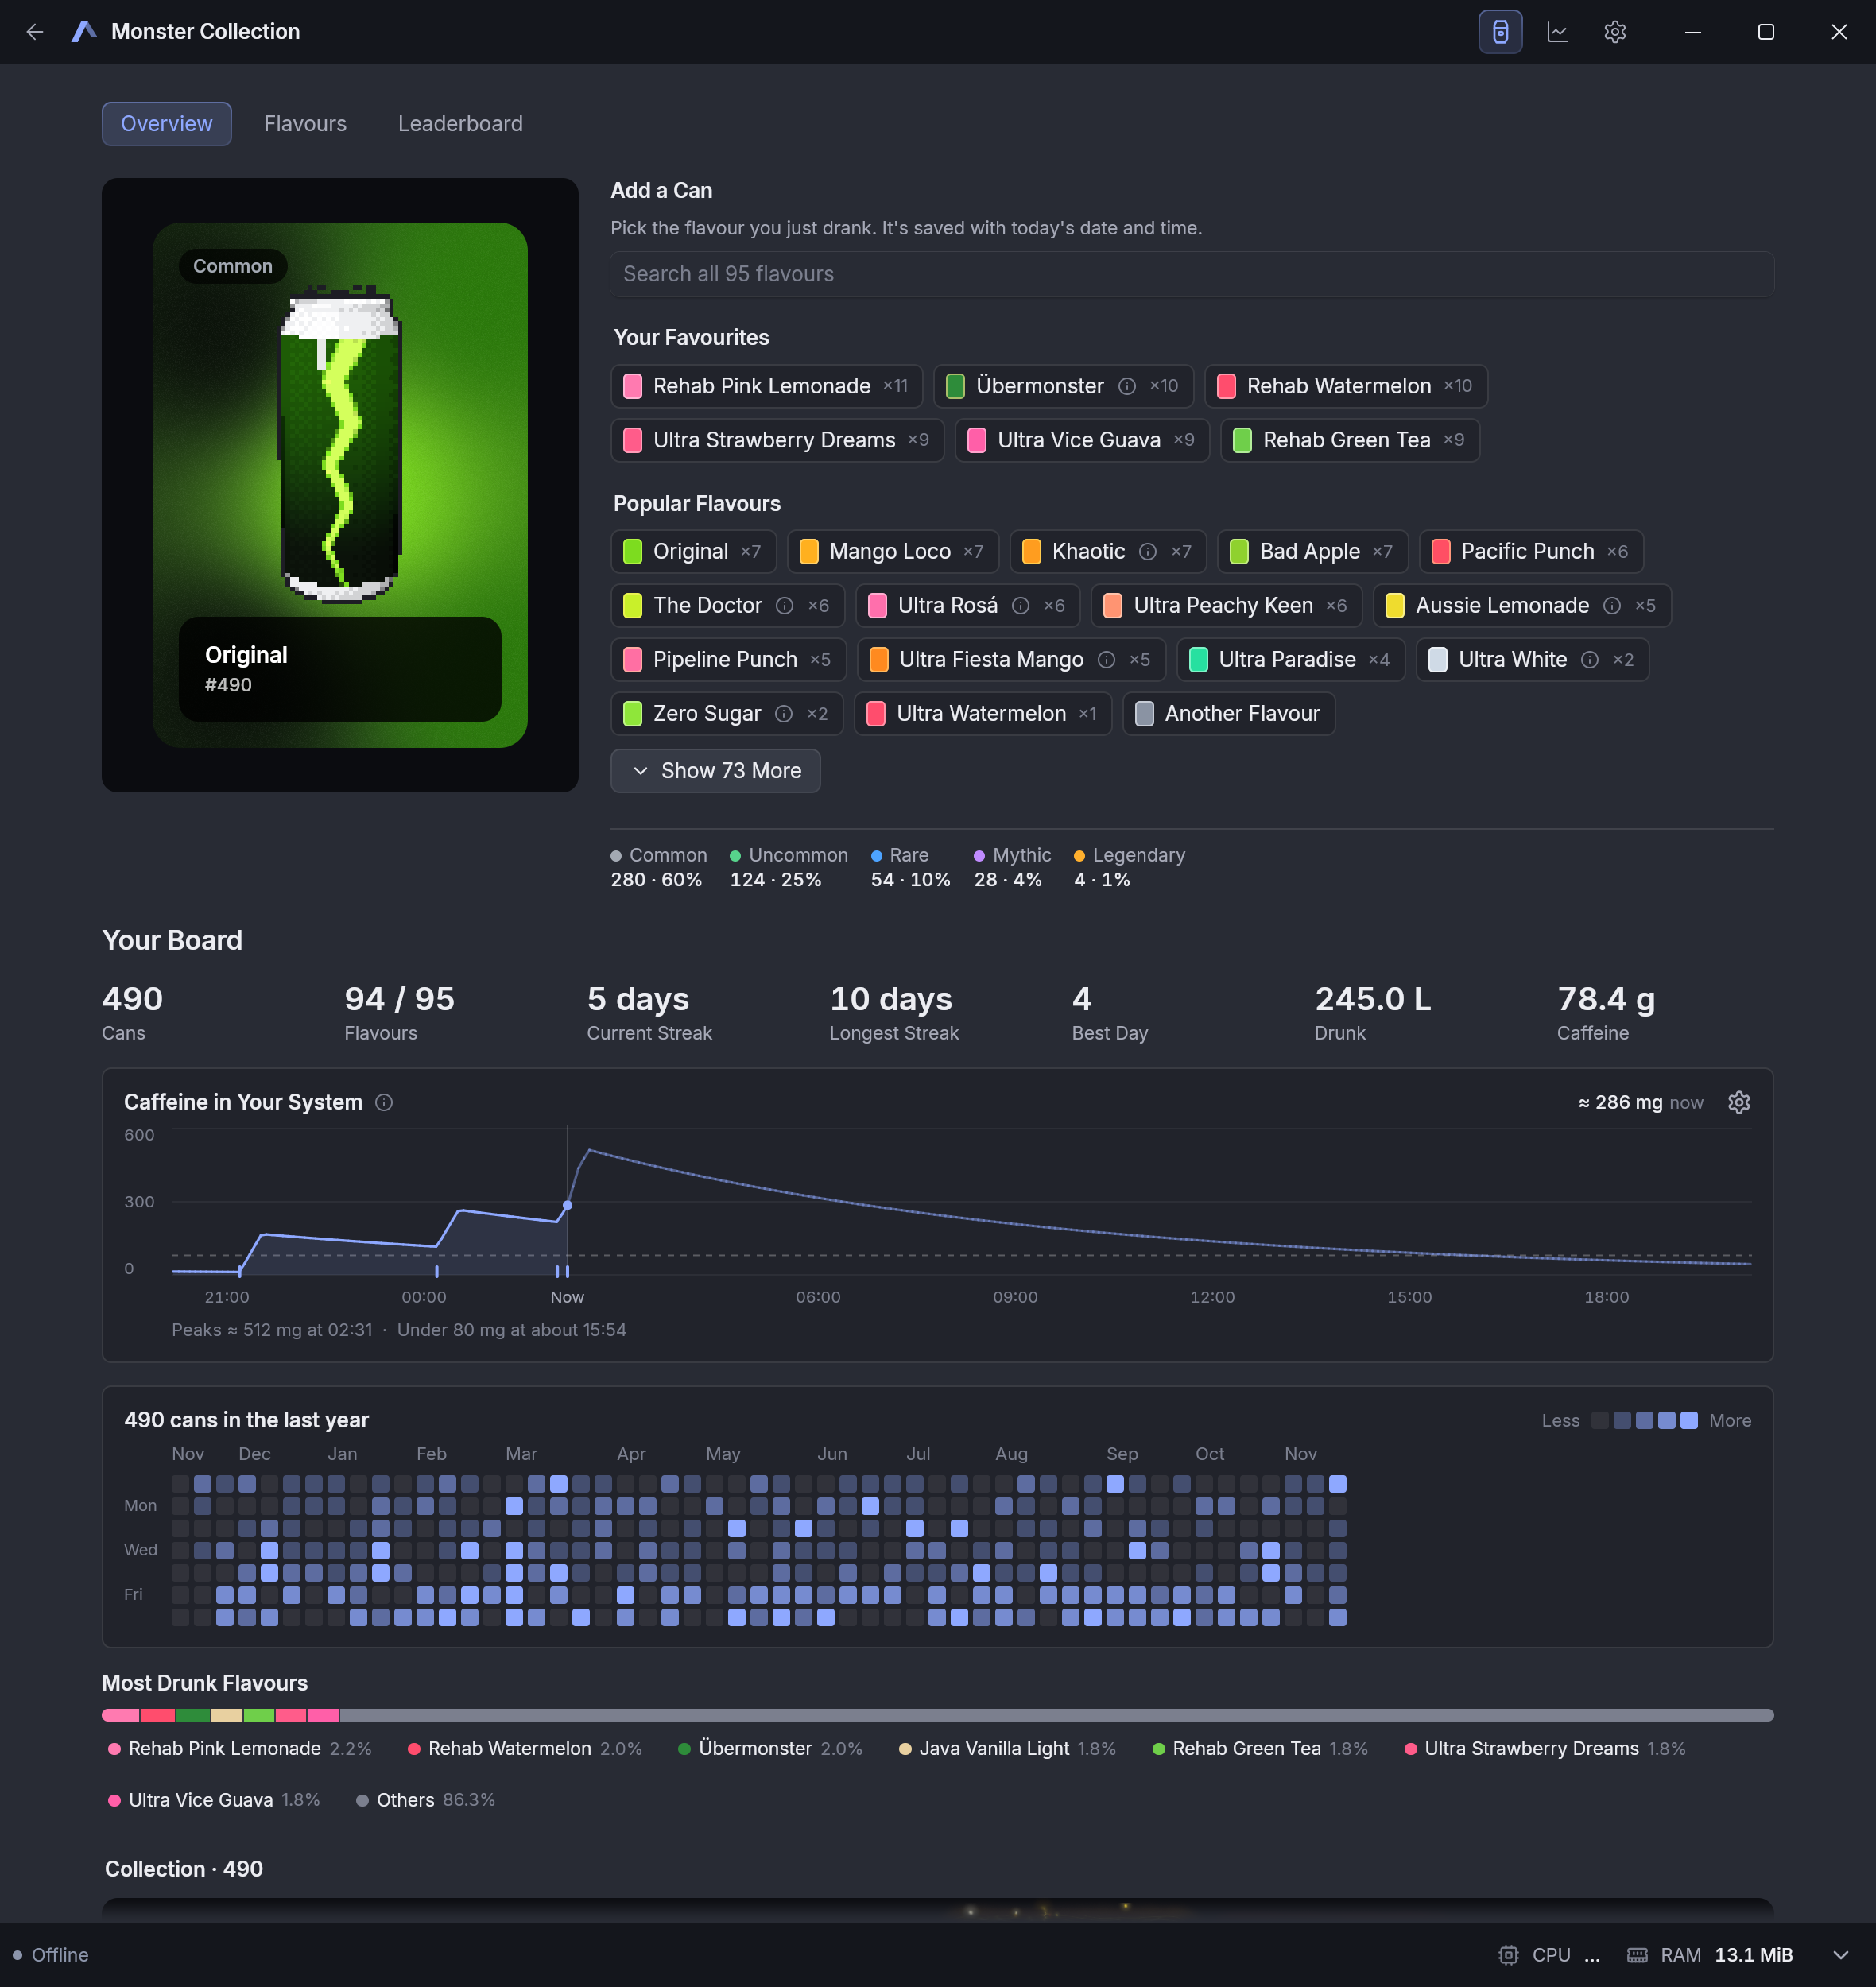 Monster Collection
Overview Flavours Leaderboard
Common
Original
#490
Add a Can
Pick the flavour you just drank. It's saved with today's date and time.
Search all 95 flavours
Your Favourites
Rehab Pink Lemonade ×11 Übermonster ×10 Rehab Watermelon ×10
Ultra Strawberry Dreams ×9 Ultra Vice Guava ×9 Rehab Green Tea ×9
Popular Flavours
Original ×7 Mango Loco ×7 Khaotic ×7 Bad Apple ×7 Pacific Punch ×6
The Doctor ×6 Ultra Rosá ×6 Ultra Peachy Keen ×6 Aussie Lemonade ×5
Pipeline Punch ×5 Ultra Fiesta Mango ×5 Ultra Paradise ×4 Ultra White ×2
Zero Sugar ×2 Ultra Watermelon ×1 Another Flavour
Show 73 More
Common Uncommon Rare Mythic Legendary
280 · 60% 124 · 25% 54 · 10% 28 · 4% 4 · 1%
Your Board
490 94 / 95 5 days 10 days 4 245.0 L 78.4 g
Cans Flavours Current Streak Longest Streak Best Day Drunk Caffeine
Caffeine in Your System ≈ 286 mg now
600
300
0
21:00 00:00 Now 06:00 09:00 12:00 15:00 18:00
Peaks ≈ 512 mg at 02:31 · Under 80 mg at about 15:54
490 cans in the last year Less More
Nov Dec Jan Feb Mar Apr May Jun Jul Aug Sep Oct Nov
Mon
Wed
Fri
Most Drunk Flavours
Rehab Pink Lemonade 2.2% Rehab Watermelon 2.0% Übermonster 2.0% Java Vanilla Light 1.8% Rehab Green Tea 1.8% Ultra Strawberry Dreams 1.8%
Ultra Vice Guava 1.8% Others 86.3%
Collection · 490
Offline CPU ... RAM 13.1 MiB